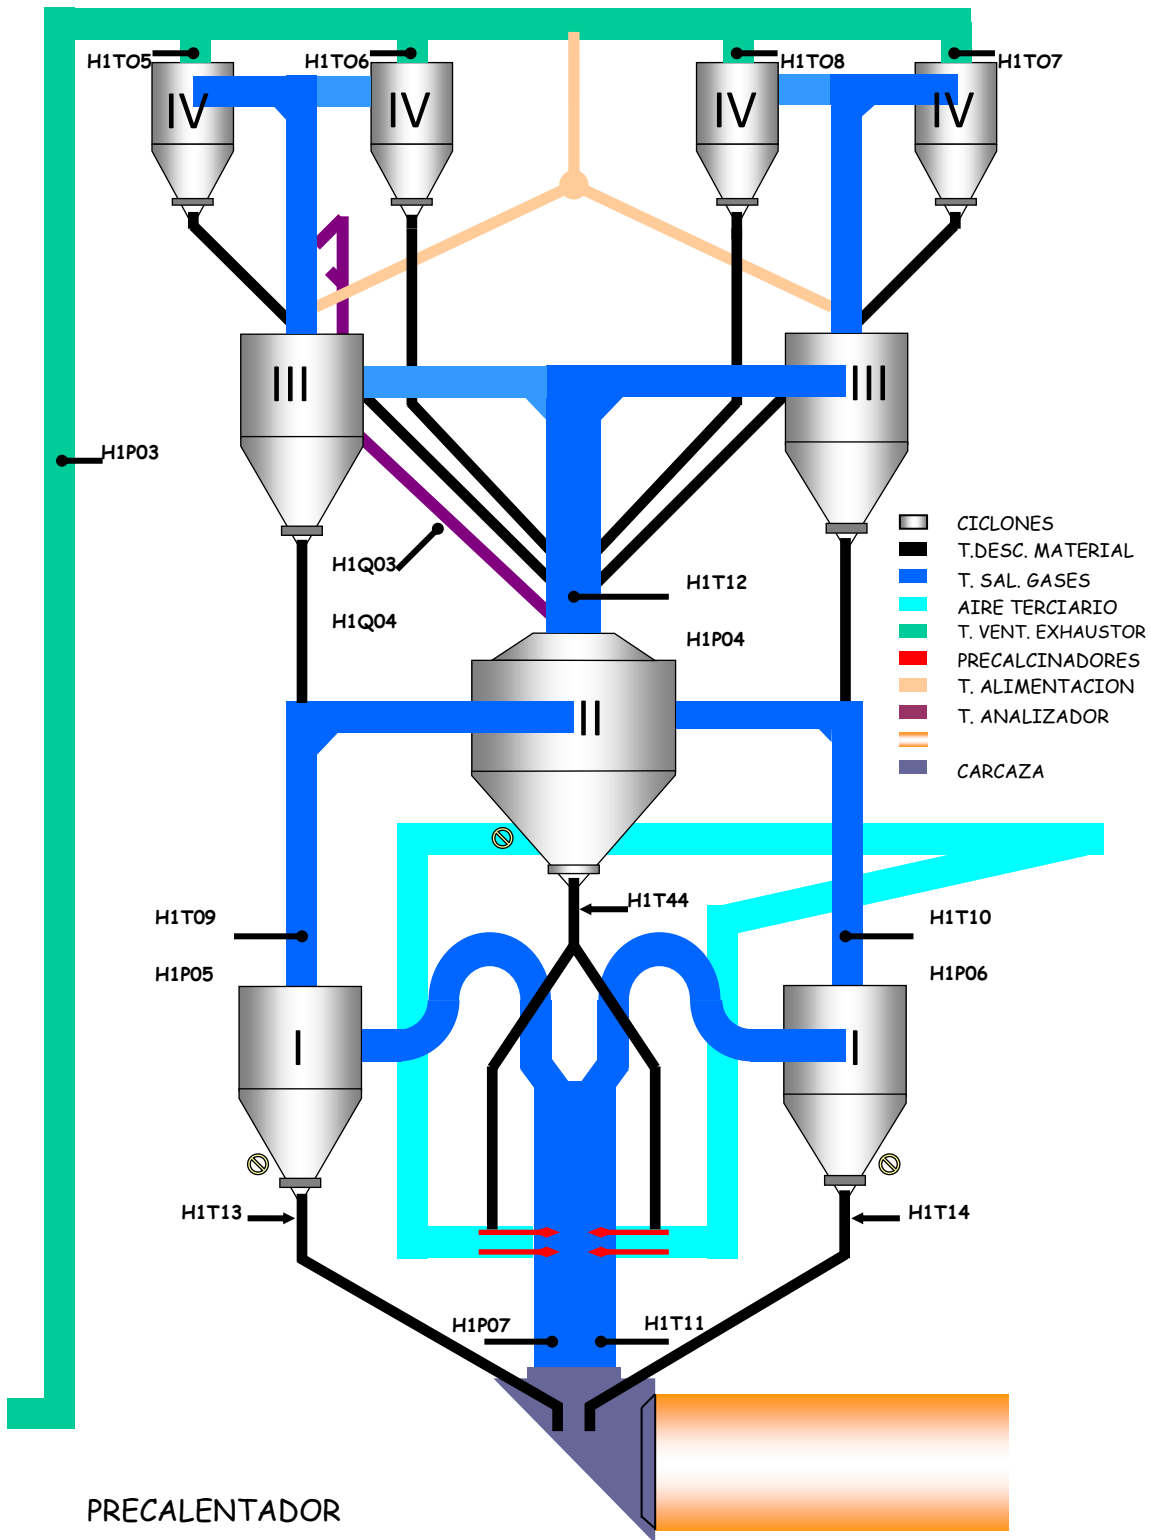 H1TO5
H1TO6
H1TO8
H1TO7
IV
IV
IV
IV
III
III
H1P03
H1Q03
H1Q04
H1T12
H1P04
CICLONES
T.DESC. MATERIAL
T. SAL. GASES
AIRE TERCIARIO
T. VENT. EXHAUSTOR
PRECALCINADORES
T. ALIMENTACION
T. ANALIZADOR
CARCAZA
II
H1T44
H1T09
H1P05
H1T10
H1P06
I
I
H1T13
H1T14
H1P07
H1T11
PRECALENTADOR